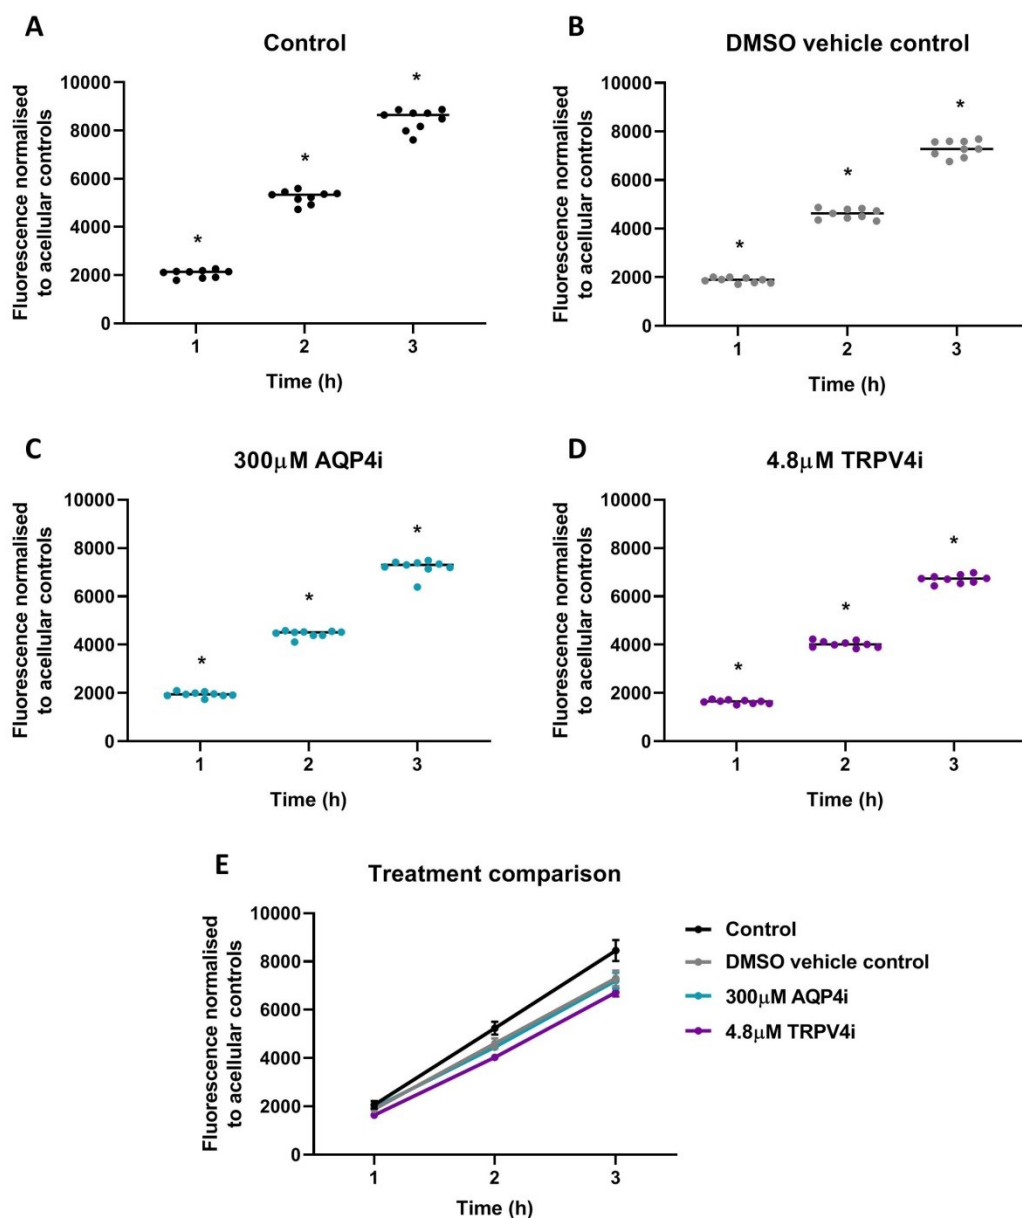 A
Control
Fluorescence normalised
to acellular controls
10000
8000
6000
4000
2000
0
*
*
*
1
2
3
Time (h)
B
DMSO vehicle control
Fluorescence normalised
to acellular controls
10000
8000
6000
4000
2000
0
*
*
*
1
2
3
Time (h)
C
300µM AQP4i
Fluorescence normalised
to acellular controls
10000
8000
6000
4000
2000
0
*
*
*
1
2
3
Time (h)
D
4.8µM TRPV4i
Fluorescence normalised
to acellular controls
10000
8000
6000
4000
2000
0
*
*
*
1
2
3
Time (h)
E
Treatment comparison
Fluorescence normalised
to acellular controls
10000
8000
6000
4000
2000
0
1
2
3
Time (h)
Control
DMSO vehicle control
300µM AQP4i
4.8µM TRPV4i